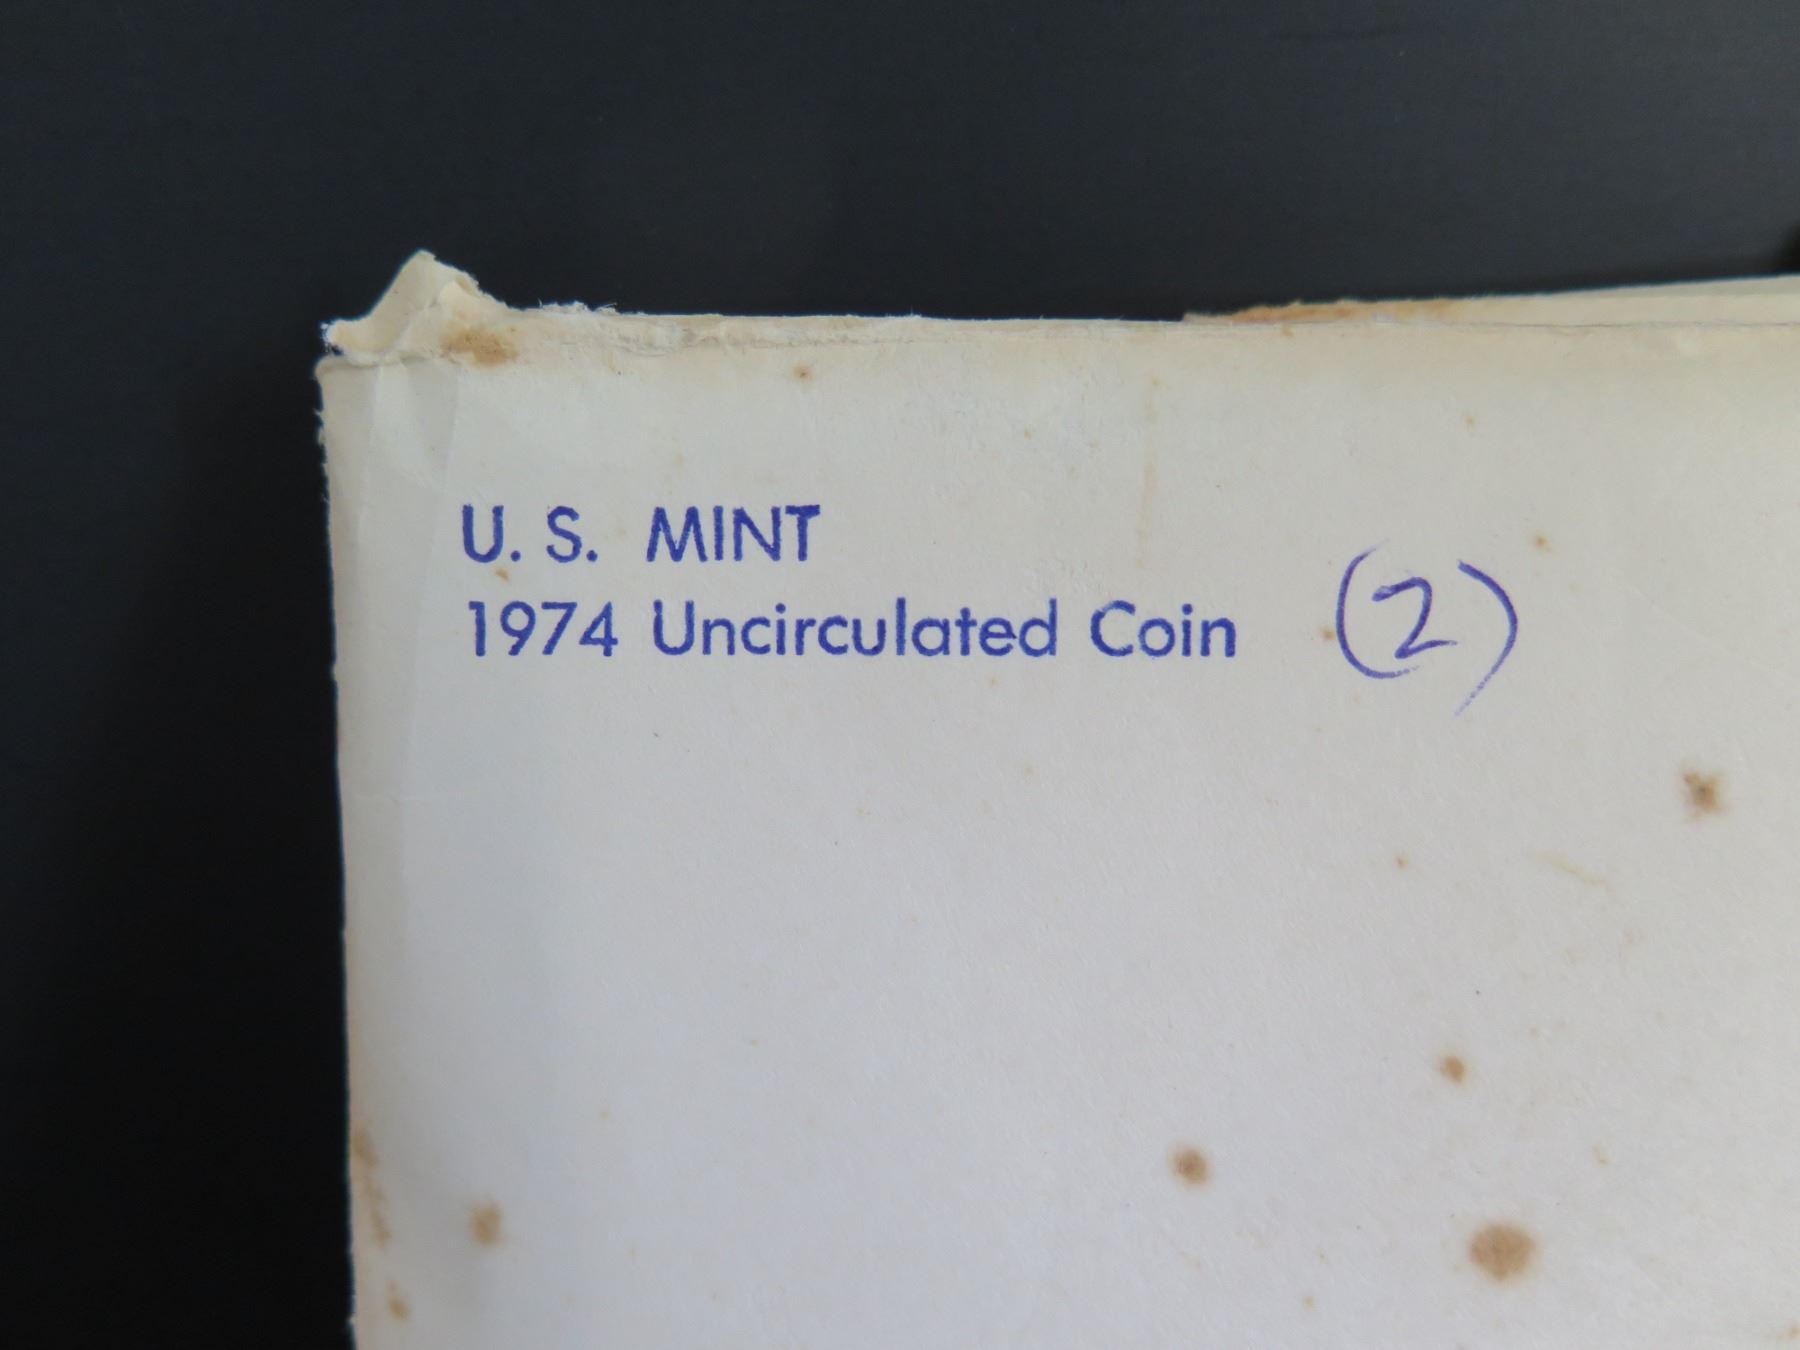 U. S. MINT
1974 Uncirculated Coin (2)